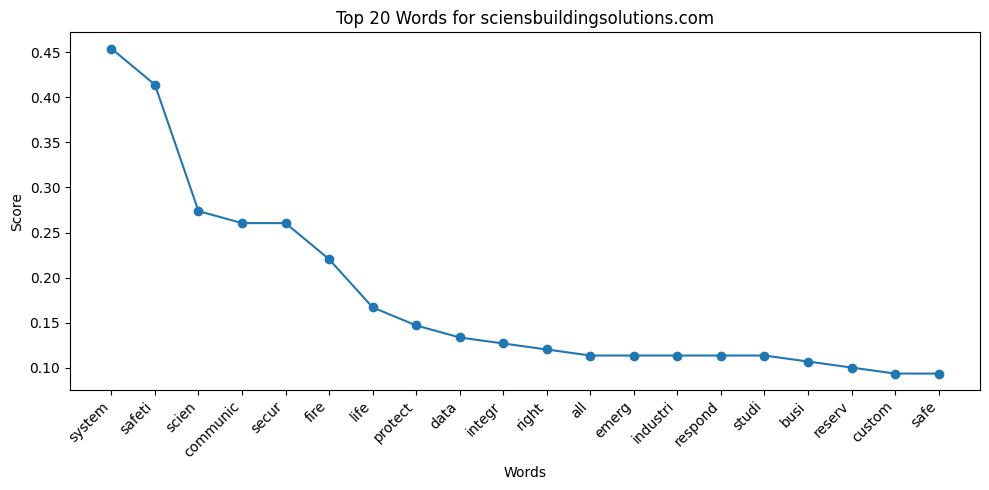 Top 20 Words for sciensbuildingsolutions.com
Score
0.45
0.40
0.35
0.30
0.25
0.20
0.15
0.10
system
safeti
scien
communic
secur
fire
life
protect
data
integr
right
all
emerg
industri
respond
studi
busi
reserv
custom
safe
Words